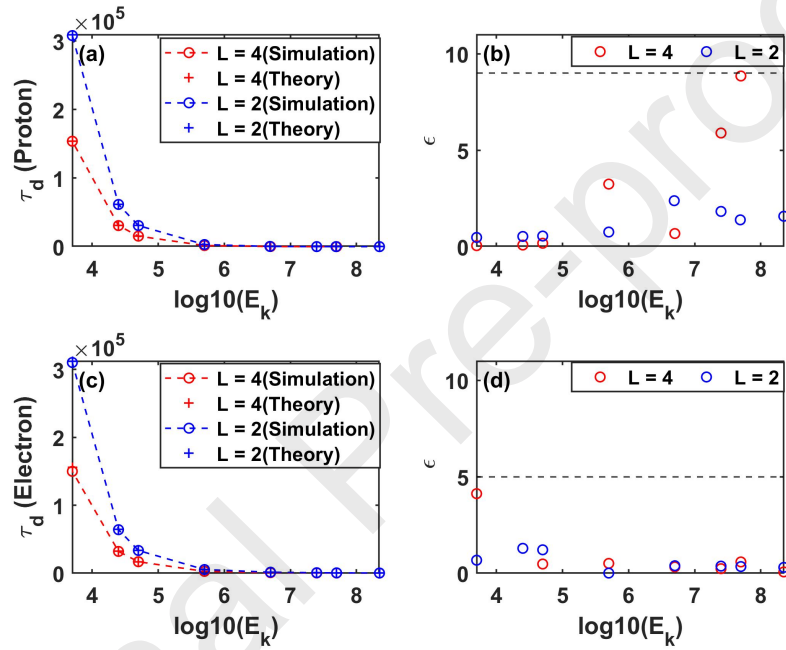 ×10^5
3
2
1
0
τ_d (Proton)
(a)
L = 4(Simulation)
L = 4(Theory)
L = 2(Simulation)
L = 2(Theory)
4 5 6 7 8
log10(E_k)
10
5
0
ϵ
(b)
L = 4 L = 2
4 5 6 7 8
log10(E_k)
×10^5
3
2
1
0
τ_d (Electron)
(c)
L = 4(Simulation)
L = 4(Theory)
L = 2(Simulation)
L = 2(Theory)
4 5 6 7 8
log10(E_k)
10
5
0
ϵ
(d)
L = 4 L = 2
4 5 6 7 8
log10(E_k)
al Pre-pro